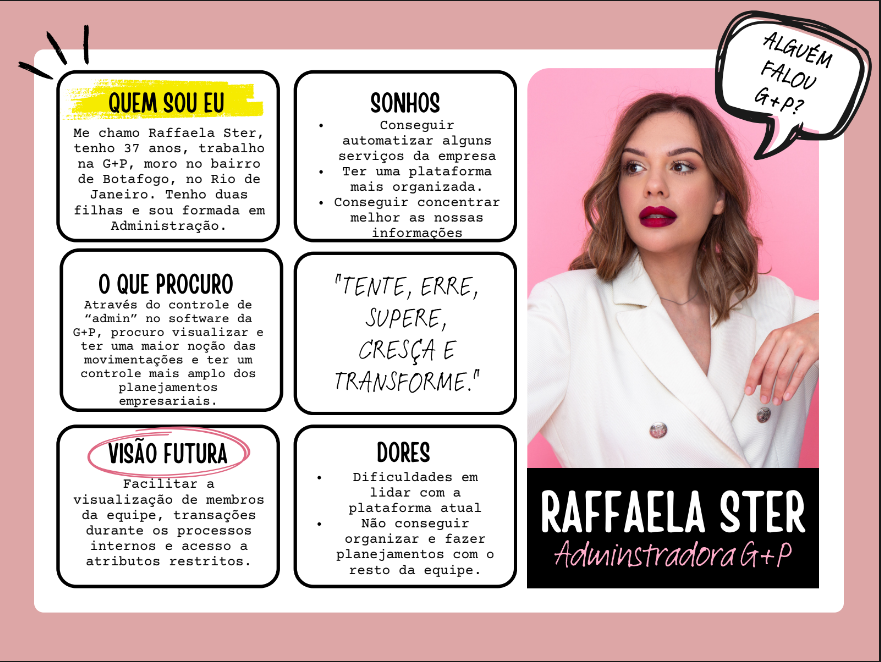 QUEM SOU EU
Me chamo Raffaela Ster,
tenho 37 anos, trabalho
na G+P, moro no bairro
de Botafogo, no Rio de
Janeiro. Tenho duas
filhas e sou formada em
Administração.
SONHOS
• Conseguir
automatizar alguns
serviços da empresa
• Ter uma plataforma
mais organizada.
• Conseguir concentrar
melhor as nossas
informações
O QUE PROCURO
Através do controle de
“admin” no software da
G+P, procuro visualizar e
ter uma maior noção das
movimentações e ter um
controle mais amplo dos
planejamentos
empresariais.
"TENTE, ERRE,
SUPERE,
CRESÇA E
TRANSFORME."
VISÃO FUTURA
Facilitar a
visualização de membros
da equipe, transações
durante os processos
internos e acesso a
atributos restritos.
DORES
• Dificuldades em
lidar com a
plataforma atual
• Não conseguir
organizar e fazer
planejamentos com o
resto da equipe.
ALGUÉM
FALOU
G+P?
RAFFAELA STER
Adminstradora G+P